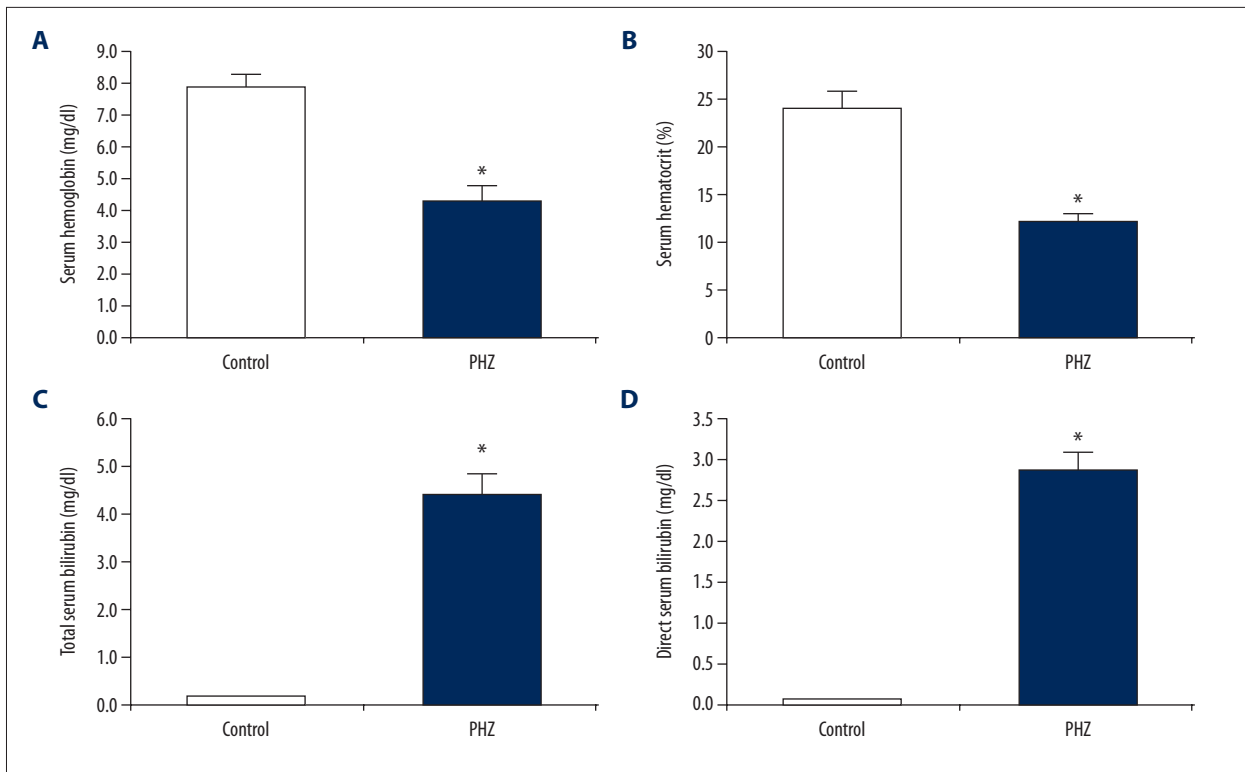 A
Serum hemoglobin (mg/dl)
9.0
8.0
7.0
6.0
5.0
4.0
3.0
2.0
1.0
0.0
*
Control
PHZ
B
Serum hematocrit (%)
30
25
20
15
10
5
0
*
Control
PHZ
C
Total serum bilirubin (mg/dl)
6.0
5.0
4.0
3.0
2.0
1.0
0.0
*
Control
PHZ
D
Direct serum bilirubin (mg/dl)
3.5
3.0
2.5
2.0
1.5
1.0
0.5
0.0
*
Control
PHZ